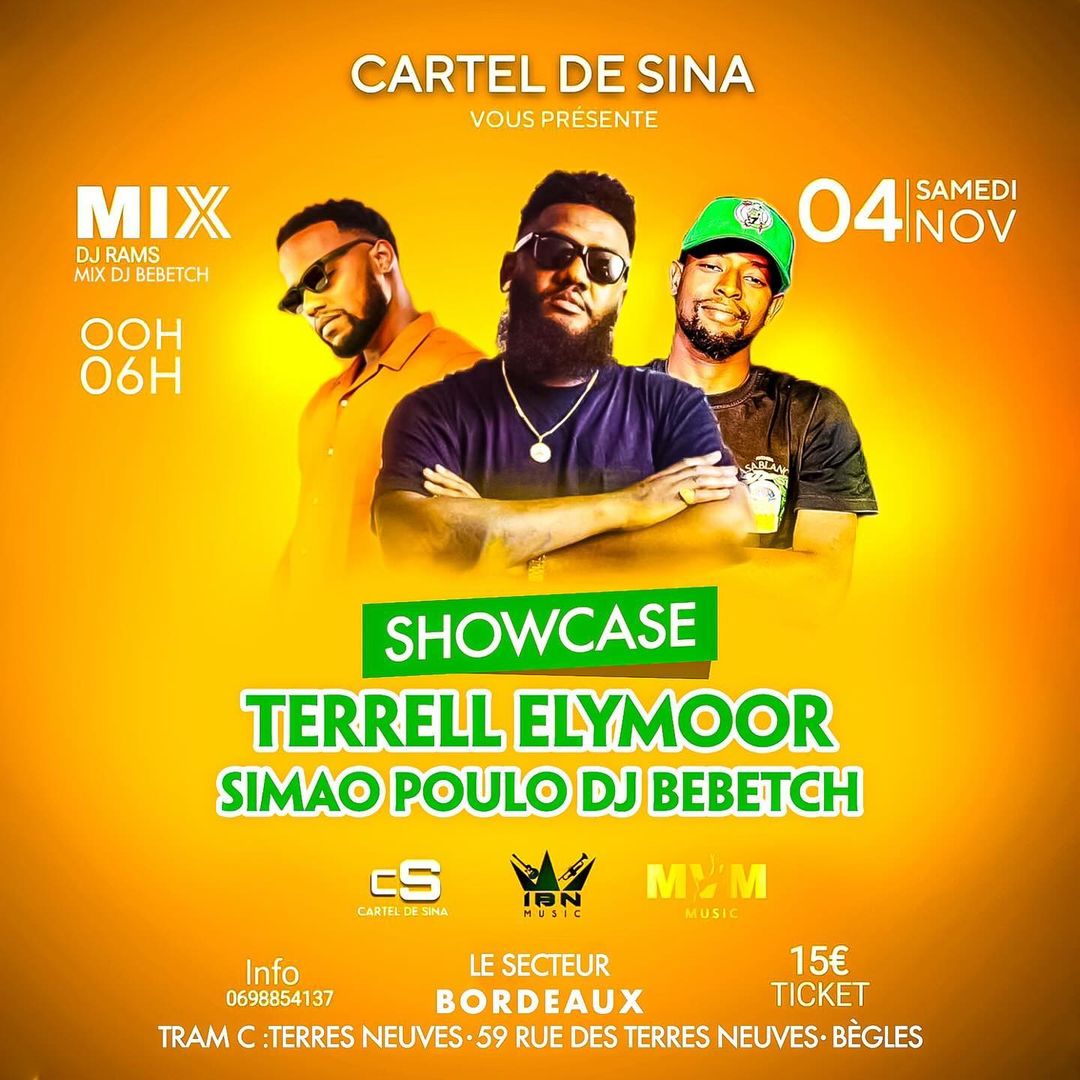 CARTEL DE SINA
VOUS PRÉSENTE
MIX
DJ RAMS
MIX DJ BEBETCH
OOH
06H
04
SAMEDI
NOV
SHOWCASE
TERRELL ELYMOOR
SIMAO POULO DJ BEBETCH
CS
CARTEL DE SINA
IBN
MUSIC
MVM
MUSIC
Info
0698854137
LE SECTEUR
BORDEAUX
15€
TICKET
TRAM C :TERRES NEUVES•59 RUE DES TERRES NEUVES•BÈGLES